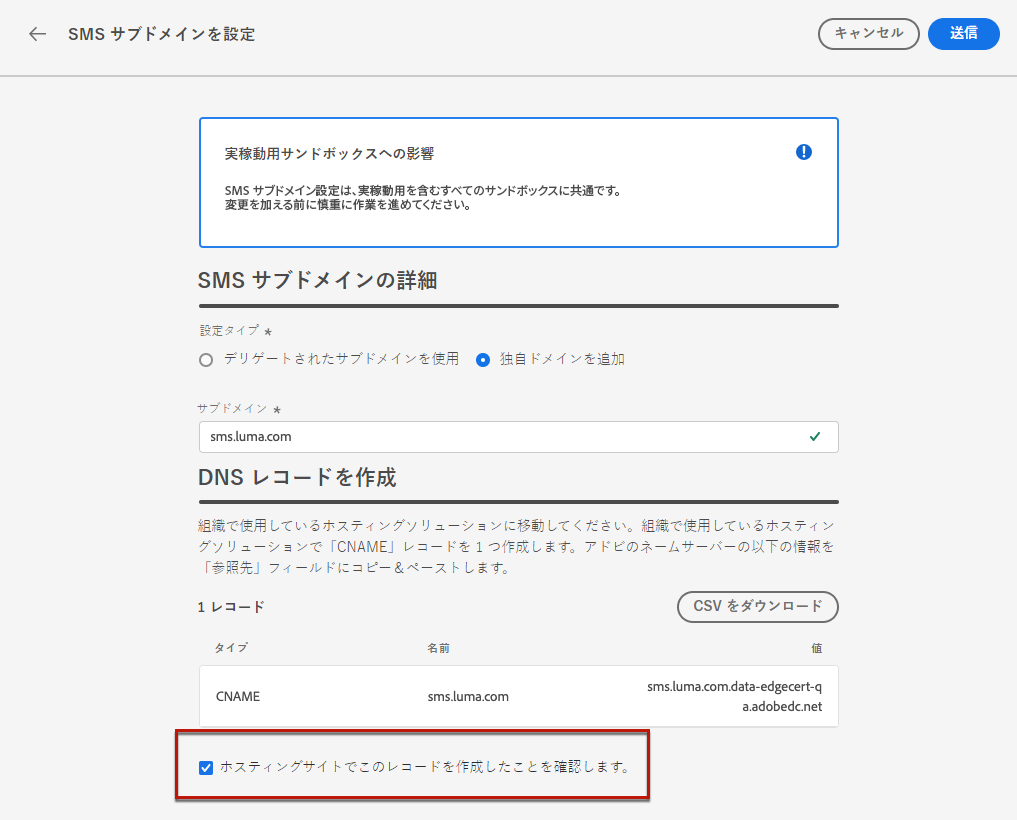 SMS サブドメインを設定
キャンセル
送信
実稼動用サンドボックスへの影響
SMS サブドメイン設定は、実稼動用を含むすべてのサンドボックスに共通です。
変更を加える前に慎重に作業を進めてください。
SMS サブドメインの詳細
設定タイプ *
デリゲートされたサブドメインを使用
独自ドメインを追加
サブドメイン *
sms.luma.com
DNS レコードを作成
組織で使用しているホスティングソリューションに移動してください。組織で使用しているホスティン
グソリューションで「CNAME」レコードを 1 つ作成します。アドビのネームサーバーの以下の情報を
「参照先」フィールドにコピー＆ペーストします。
1 レコード
CSV をダウンロード
タイプ 名前 値
CNAME sms.luma.com sms.luma.com.data-edgecert-q
a.adobedc.net
ホスティングサイトでこのレコードを作成したことを確認します。